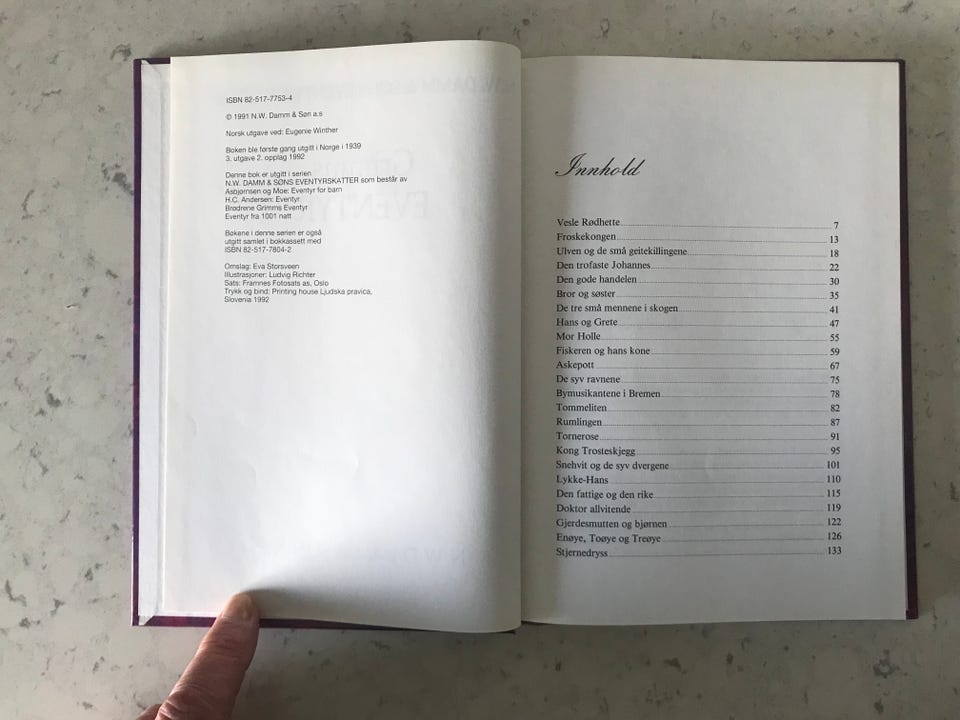 ISBN 82-517-7753-4
© 1991 N.W. Damm & Søn a.s
Norsk utgave ved: Eugenie Winther
Boken ble første gang utgitt i Norge i 1939
3. utgave 2. opplag 1992
Denne bok er utgitt i serien
N.W. DAMM & SØNS EVENTYRSKATTER som består av
Asbjørnsen og Moe: Eventyr for barn
H.C. Andersen: Eventyr
Brødrene Grimms Eventyr
Eventyr fra 1001 natt
Bøkene i denne serien er også
utgitt samlet i bokkassett med
ISBN 82-517-7804-2
Omslag: Eva Storsveen
Illustrasjoner: Ludvig Richter
Sats: Framnes Fotosats as, Oslo
Trykk og bind: Printing house Ljudska pravica,
Slovenia 1992
Innhold
Vesle Rødhette 7
Froskekongen 13
Ulven og de små geitekillingene 18
Den trofaste Johannes 22
Den gode handelen 30
Bror og søster 35
De tre små mennene i skogen 41
Hans og Grete 47
Mor Holle 55
Fiskeren og hans kone 59
Askepott 67
De syv ravnene 75
Bymusikantene i Bremen 78
Tommeliten 82
Rumlingen 87
Tornerose 91
Kong Trosteskjegg 95
Snehvit og de syv dvergene 101
Lykke-Hans 110
Den fattige og den rike 115
Doktor allvitende 119
Gjerdesmutten og bjørnen 122
Enøye, Toøye og Treøye 126
Stjernedryss 133